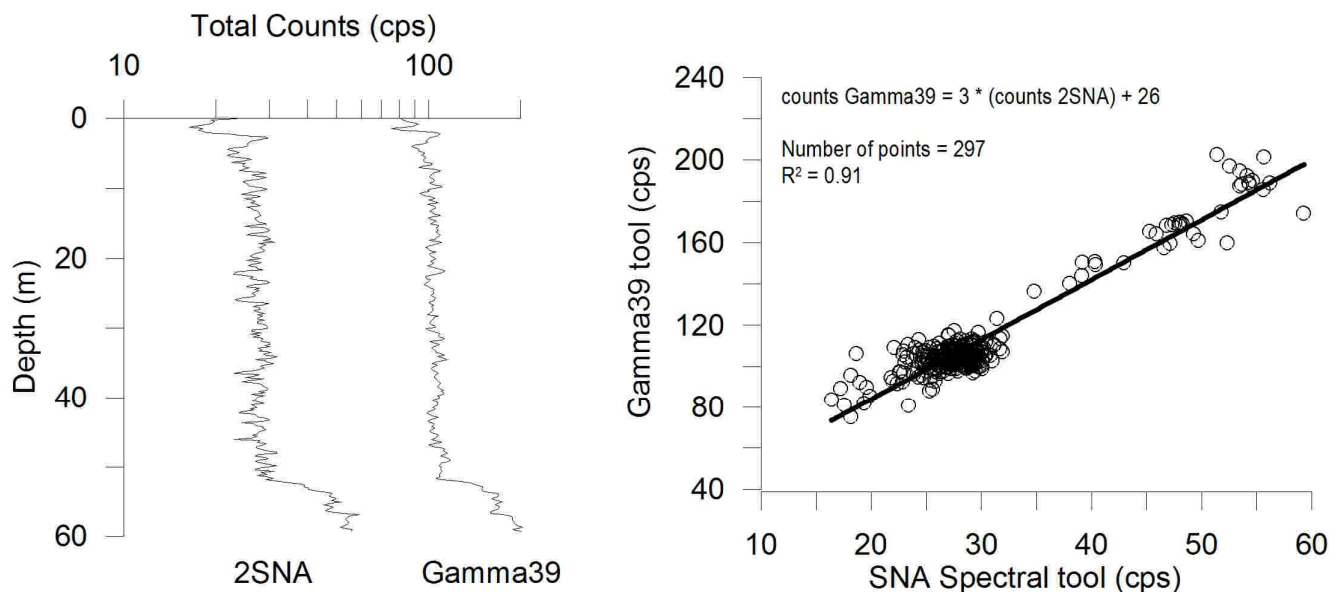 Total Counts (cps)
10
100
0
20
40
60
Depth (m)
2SNA
Gamma39
240
200
160
120
80
40
Gamma39 tool (cps)
counts Gamma39 = 3 * (counts 2SNA) + 26
Number of points = 297
R² = 0.91
10 20 30 40 50 60
SNA Spectral tool (cps)